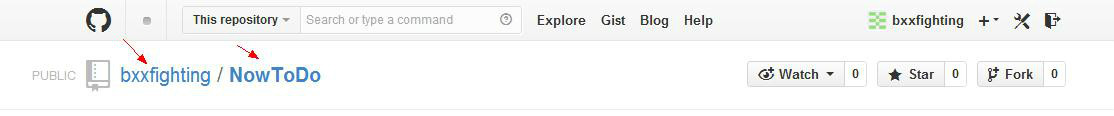 This repository Search or type a command Explore Gist Blog Help bxxfighting
PUBLIC bxxfighting / NowToDo Watch 0 Star 0 Fork 0